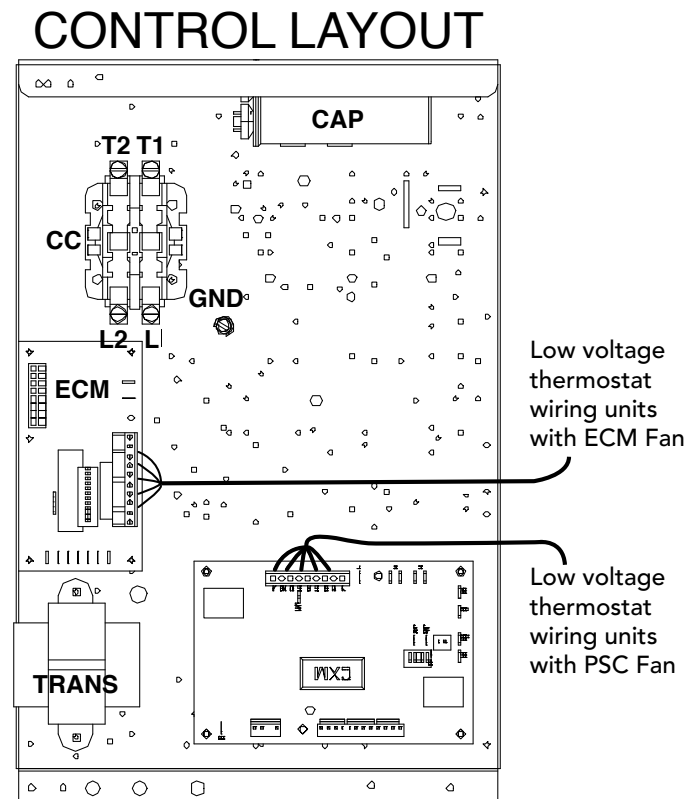 CONTROL LAYOUT
CAP
T2 T1
CC
GND
L2 L
ECM
Low voltage
thermostat
wiring units
with ECM Fan
Low voltage
thermostat
wiring units
with PSC Fan
TRANS
CXM